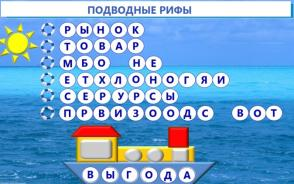 ПОДВОДНЫЕ РИФЫ
РЫНОК
ТОВАР
МБО НЕ
ЕТХЛОНОГЯИ
СЕРУРСЫ
ПРВИЗООДС ВОТ
ВЫГОДА